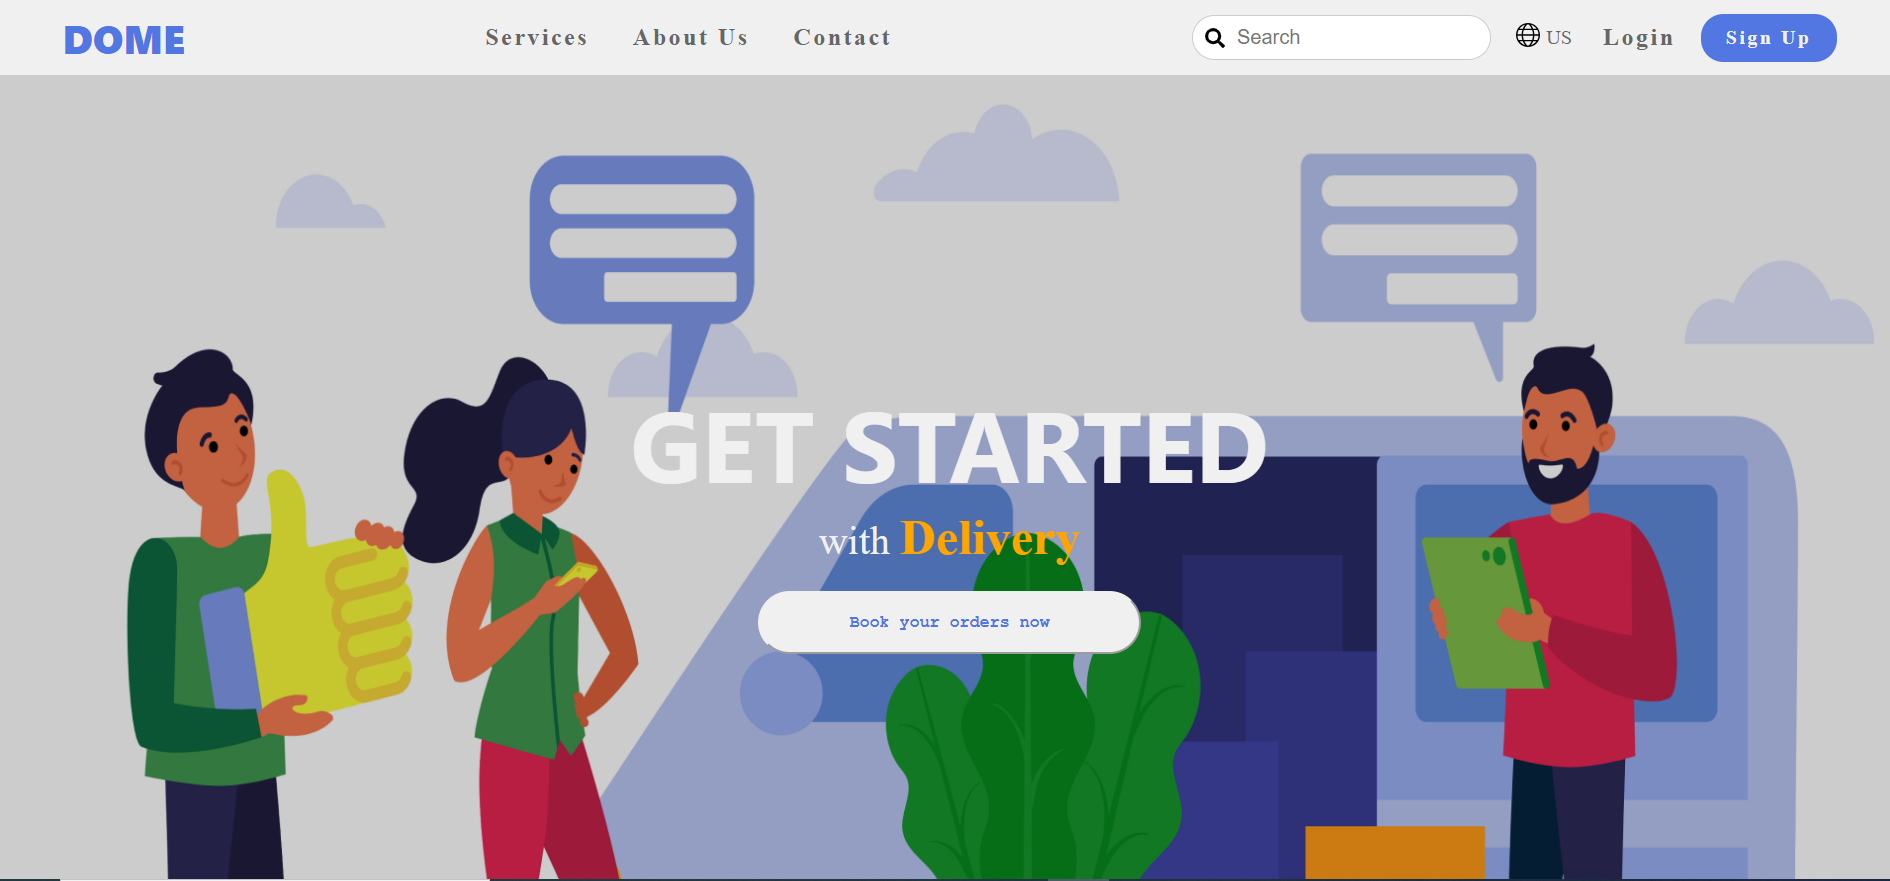 DOME
Services About Us Contact
Search
US
Login
Sign Up
GET STARTED
with Delivery
Book your orders now